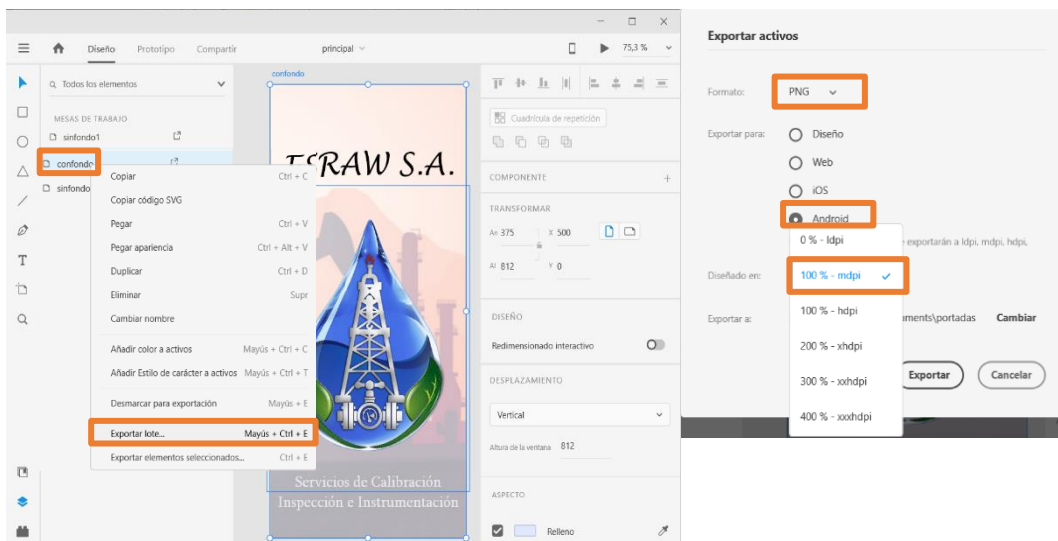 Diseño Prototipo Compartir principal 75,3 %
Todos los elementos
MESAS DE TRABAJO
sinfondo1
confondo
sinfondo
Copiar Ctrl + C
Copiar código SVG
Pegar Ctrl + V
Pegar apariencia Ctrl + Alt + V
Duplicar Ctrl + D
Eliminar Supr
Cambiar nombre
Añadir color a activos Mayús + Ctrl + C
Añadir Estilo de carácter a activos Mayús + Ctrl + T
Desmarcar para exportación Mayús + E
Exportar lote... Mayús + Ctrl + E
Exportar elementos seleccionados... Ctrl + E
confondo
RAW S.A.
Servicios de Calibración
Inspección e Instrumentación
Cuadrícula de repetición
COMPONENTE
TRANSFORMAR
An 375 X 500
Al 812 Y 0
DISEÑO
Redimensionado interactivo
DESPLAZAMIENTO
Vertical
Altura de la ventana 812
ASPECTO
Relleno
Exportar activos
Formato: PNG
Exportar para: Diseño
Web
iOS
Android
exportarán a ldpi, mdpi, hdpi,
0 % - ldpi
Diseñado en: 100 % - mdpi
100 % - hdpi
Exportar a: ments\portadas Cambiar
200 % - xhdpi
300 % - xxhdpi
Exportar Cancelar
400 % - xxxhdpi